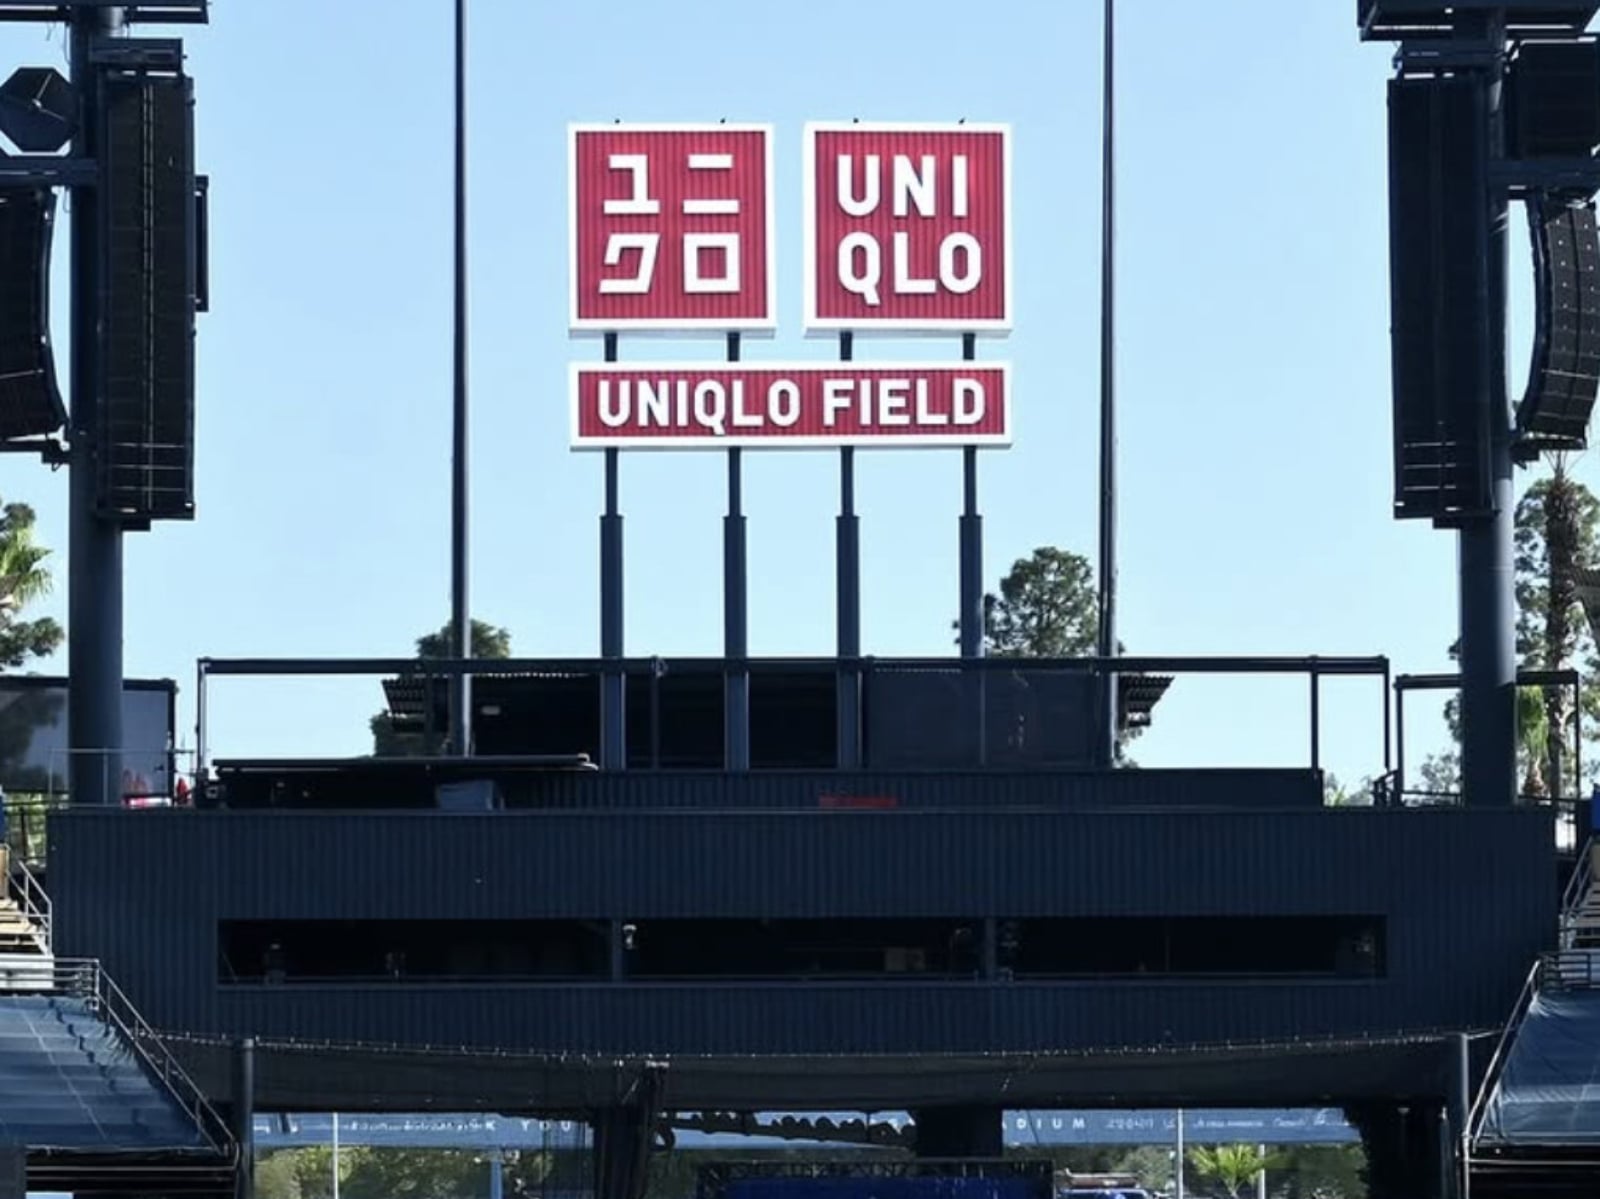 ユニ
クロ
UNI
QLO
UNIQLO FIELD